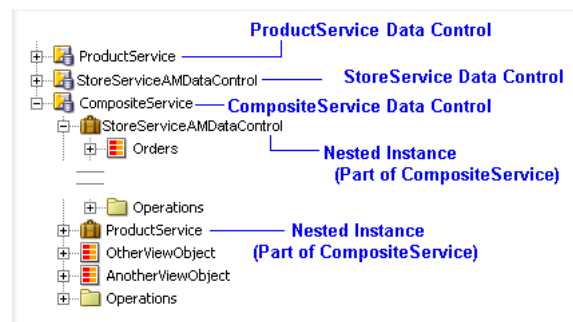 ProductService Data Control
ProductService
StoreServiceAMDataControl
StoreService Data Control
CompositeService
CompositeService Data Control
StoreServiceAMDataControl
Orders
Nested Instance
(Part of CompositeService)
Operations
ProductService
Nested Instance
OtherViewObject
(Part of CompositeService)
AnotherViewObject
Operations